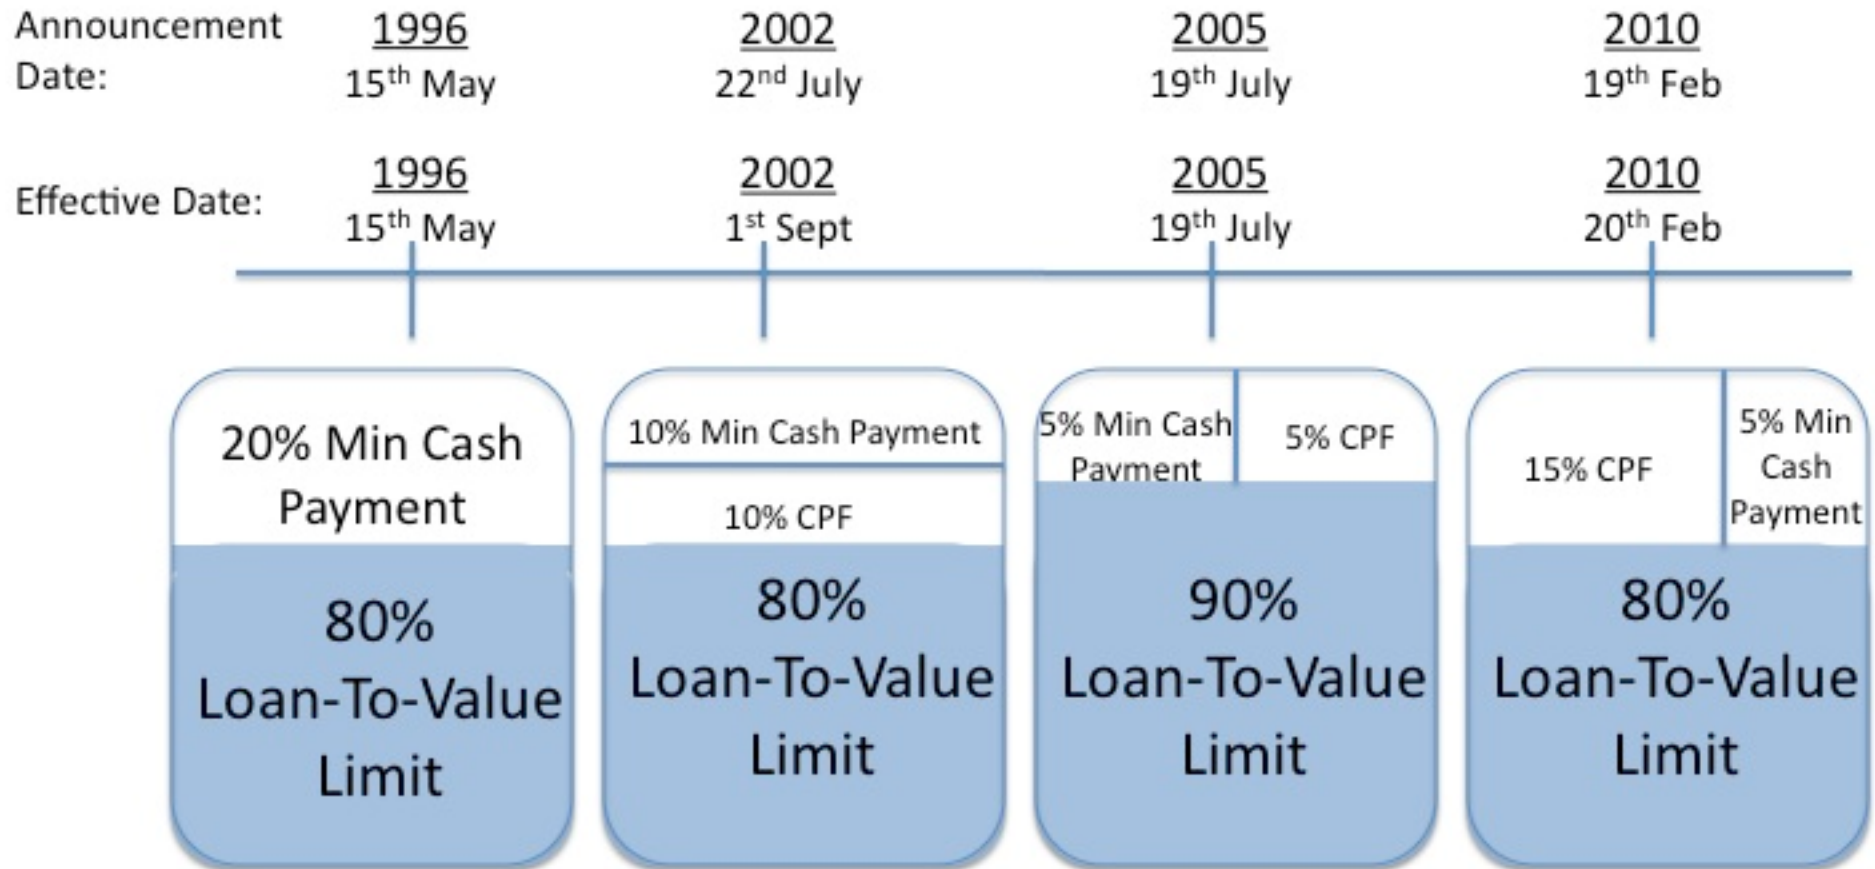 Announcement Date:
1996
15th May
2002
22nd July
2005
19th July
2010
19th Feb
Effective Date:
1996
15th May
2002
1st Sept
2005
19th July
2010
20th Feb
20% Min Cash
Payment
80%
Loan-To-Value
Limit
10% Min Cash Payment
10% CPF
80%
Loan-To-Value
Limit
5% Min Cash
Payment
5% CPF
90%
Loan-To-Value
Limit
15% CPF
5% Min
Cash
Payment
80%
Loan-To-Value
Limit